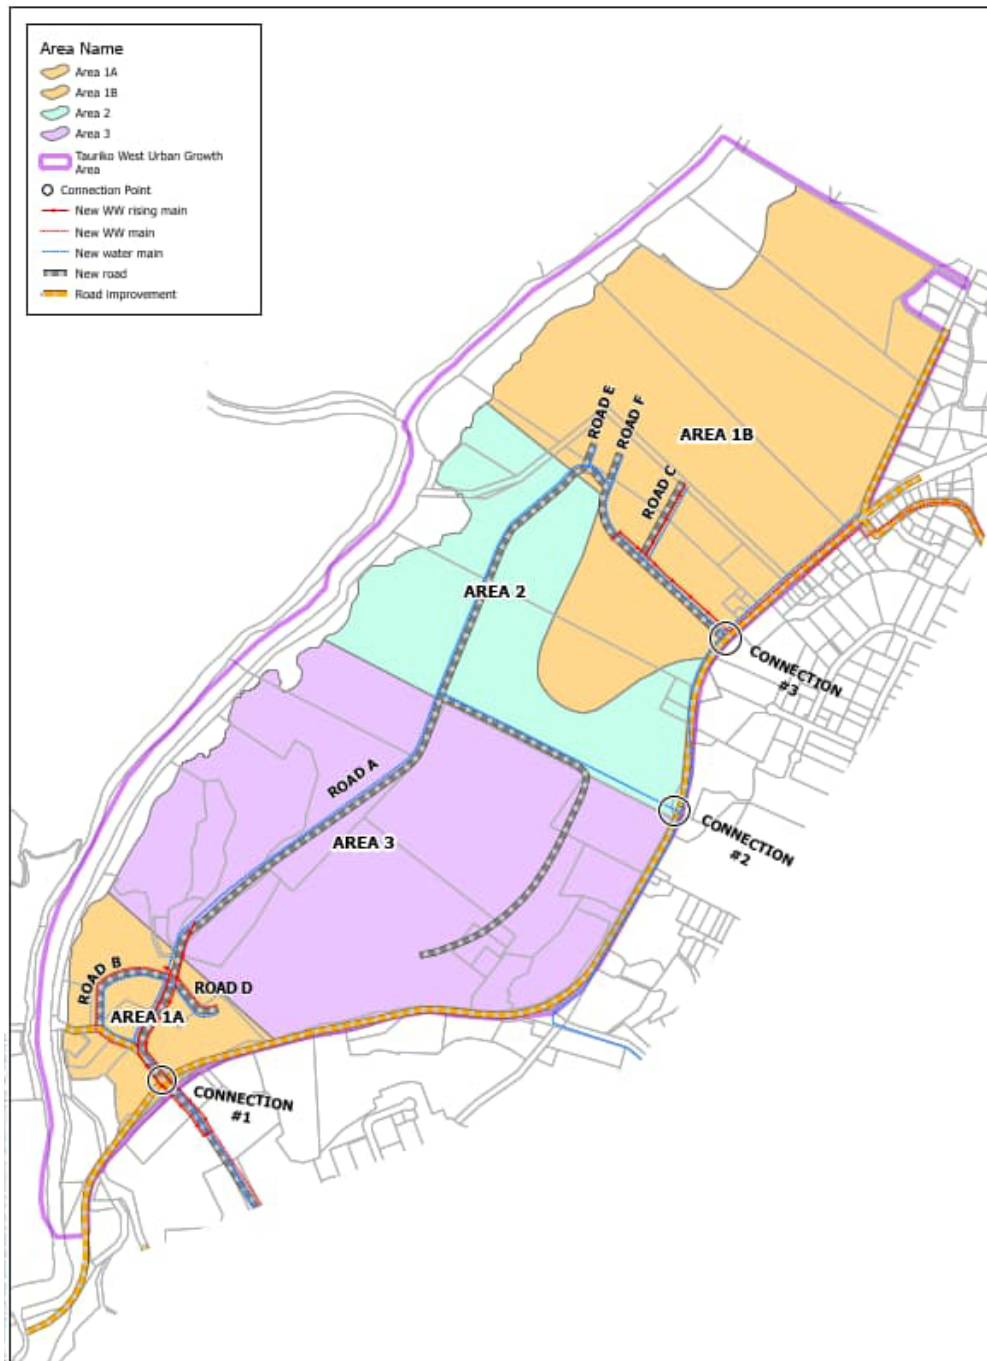 Area Name
Area 1A
Area 1B
Area 2
Area 3
Tauriko West Urban Growth
Area
Connection Point
New WW rising main
New WW main
New water main
New road
Road Improvement
ROAD E
ROAD F
AREA 1B
ROAD C
AREA 2
CONNECTION
#3
ROAD A
CONNECTION
#2
AREA 3
ROAD B
ROAD D
AREA 1A
CONNECTION
#1